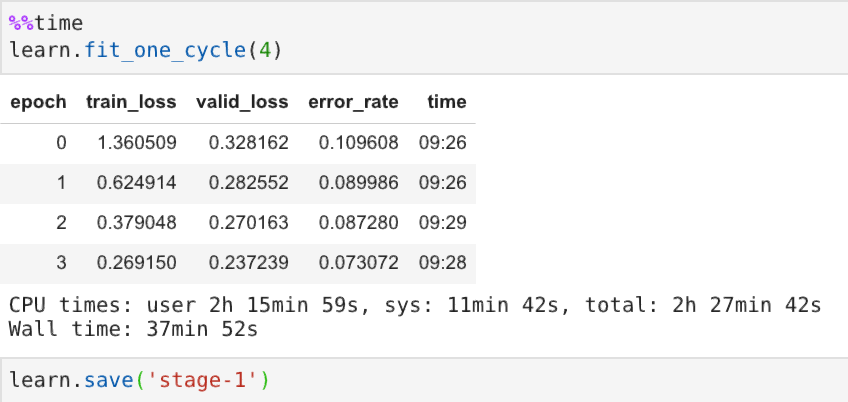 %%time
learn.fit_one_cycle(4)
epoch train_loss valid_loss error_rate time
0 1.360509 0.328162 0.109608 09:26
1 0.624914 0.282552 0.089986 09:26
2 0.379048 0.270163 0.087280 09:29
3 0.269150 0.237239 0.073072 09:28
CPU times: user 2h 15min 59s, sys: 11min 42s, total: 2h 27min 42s
Wall time: 37min 52s
learn.save('stage-1')